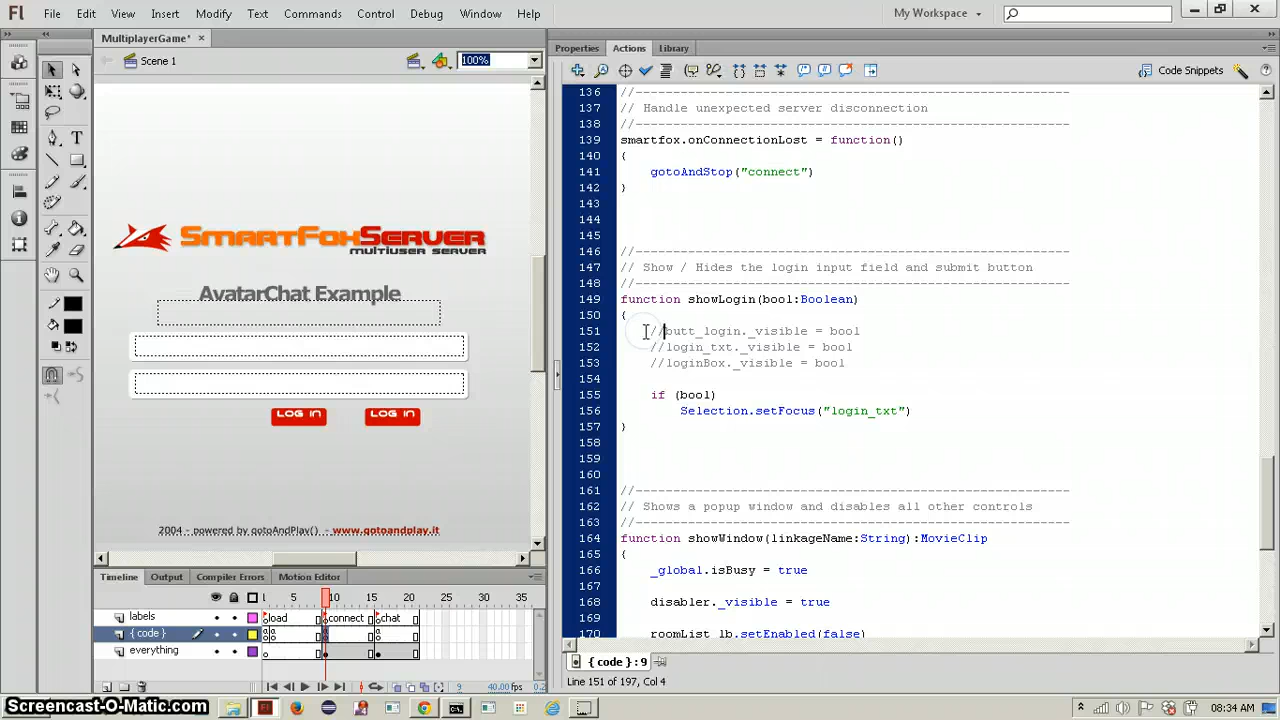 Fl File Edit View Insert Modify Text Commands Control Debug Window Help My Workspace
MultiplayerGame*
Scene 1 100%
SmartFoxServer
multiuser server
AvatarChat Example
LOG IN LOG IN
2004 - powered by gotoAndPlay() - www.gotoandplay.it
Timeline Output Compiler Errors Motion Editor
5 10 15 20 25 30 35
labels load connect chat
{ code }
everything
9 40.00 fps 0.2
Properties Actions Library
Code Snippets
136 //----------------------------------------------------------
137 // Handle unexpected server disconnection
138 //----------------------------------------------------------
139 smartfox.onConnectionLost = function()
140 {
141 gotoAndStop("connect")
142 }
143
144
145
146 //----------------------------------------------------------
147 // Show / Hides the login input field and submit button
148 //----------------------------------------------------------
149 function showLogin(bool:Boolean)
150 {
151 //butt_login._visible = bool
152 //login_txt._visible = bool
153 //loginBox._visible = bool
154
155 if (bool)
156 Selection.setFocus("login_txt")
157 }
158
159
160
161 //----------------------------------------------------------
162 // Shows a popup window and disables all other controls
163 //----------------------------------------------------------
164 function showWindow(linkageName:String):MovieClip
165 {
166 _global.isBusy = true
167
168 disabler._visible = true
169
170 roomList_lb.setEnabled(false)
{ code } : 9
Line 151 of 197, Col 4
Screencast-O-Matic.com
08:34 AM